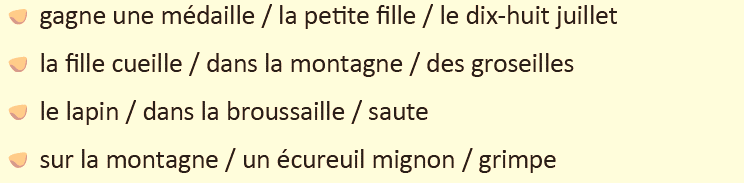 gagne une médaille / la petite fille / le dix-huit juillet
la fille cueille / dans la montagne / des groseilles
le lapin / dans la broussaille / saute
sur la montagne / un écureuil mignon / grimpe